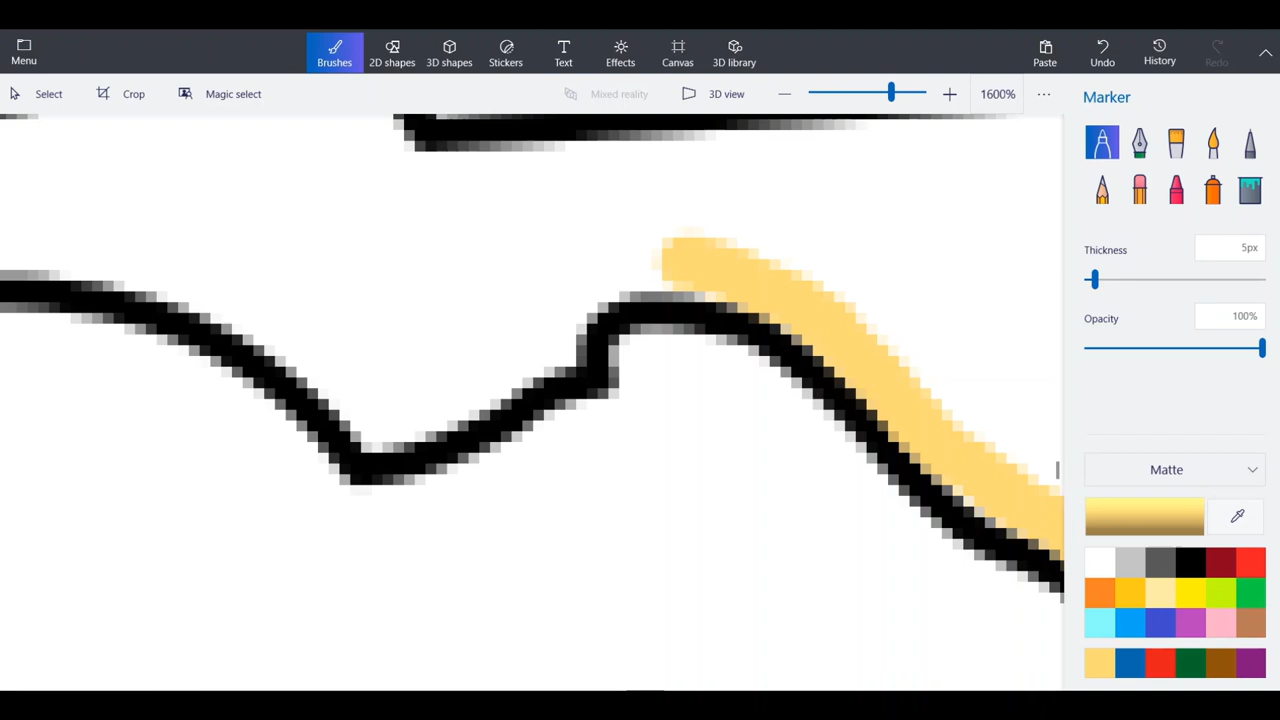 Menu Brushes 2D shapes 3D shapes Stickers Text Effects Canvas 3D library Paste Undo History Redo
Select Crop Magic select Mixed reality 3D view 1600%
Marker
Thickness 5px
Opacity 100%
Matte